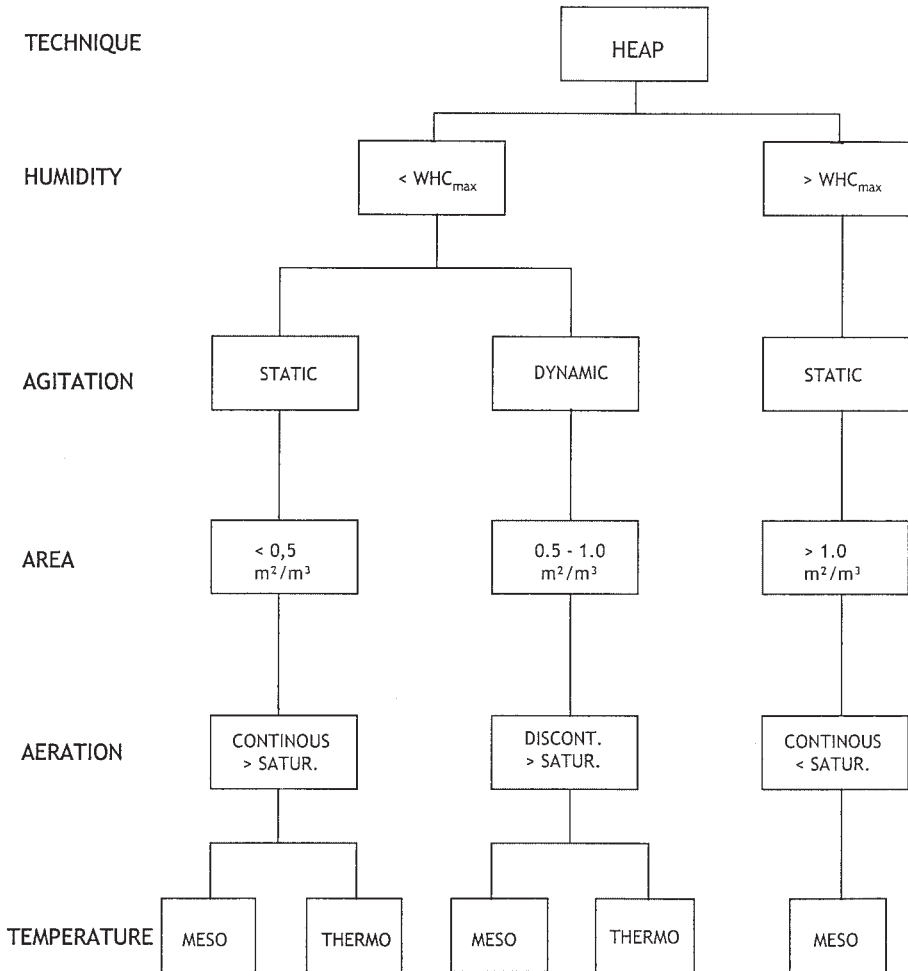 TECHNIQUE
HEAP
HUMIDITY
< WHCmax
> WHCmax
AGITATION
STATIC
DYNAMIC
STATIC
AREA
< 0,5
m²/m³
0.5 - 1.0
m²/m³
> 1.0
m²/m³
AERATION
CONTINOUS
> SATUR.
DISCONT.
> SATUR.
CONTINOUS
< SATUR.
TEMPERATURE
MESO
THERMO
MESO
THERMO
MESO